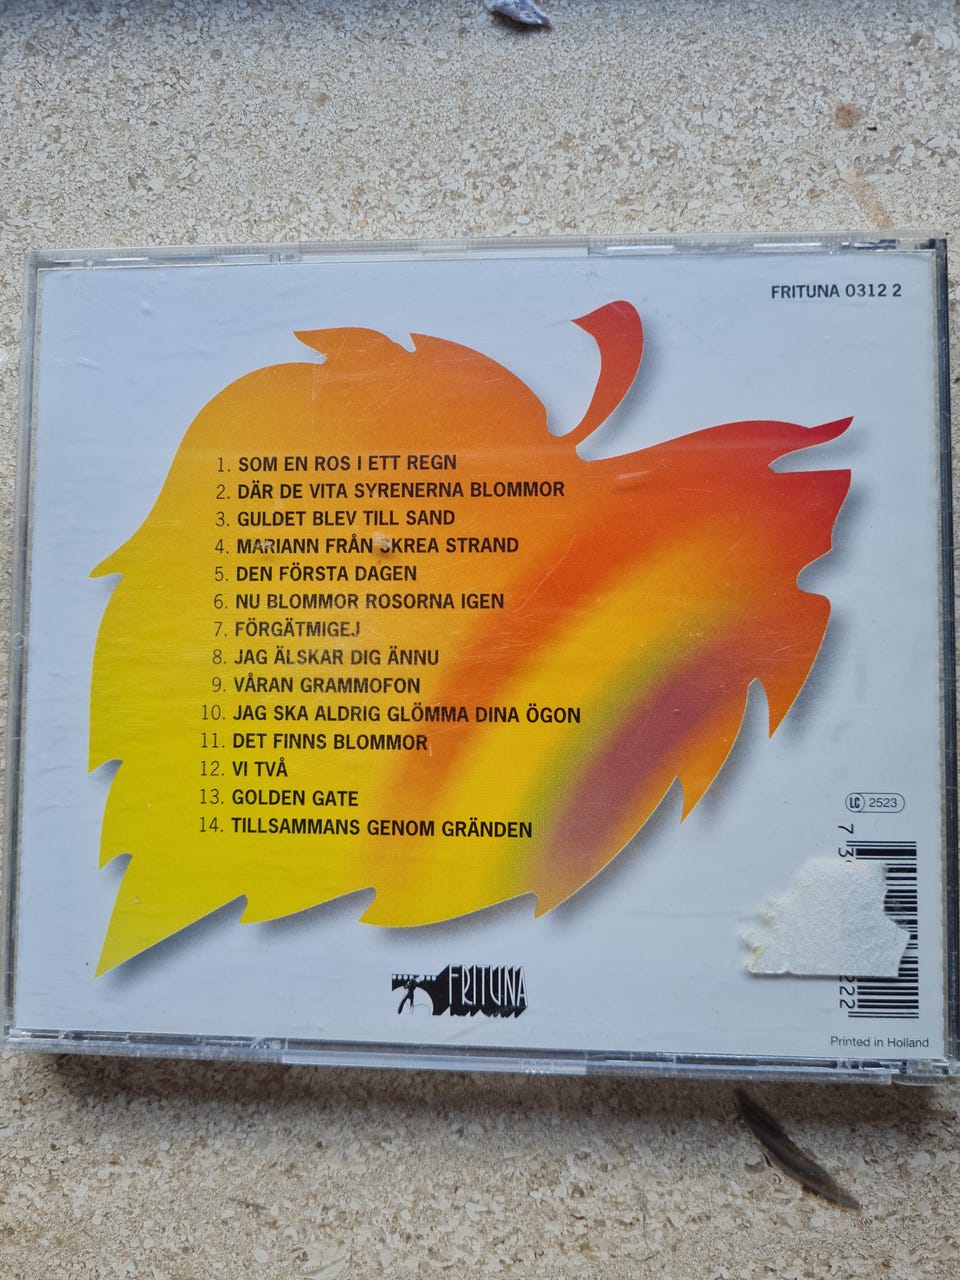 FRITUNA 0312 2
1. SOM EN ROS I ETT REGN
2. DÄR DE VITA SYRENERNA BLOMMOR
3. GULDET BLEV TILL SAND
4. MARIANN FRÅN SKREA STRAND
5. DEN FÖRSTA DAGEN
6. NU BLOMMOR ROSORNA IGEN
7. FÖRGÄTMIGEJ
8. JAG ÄLSKAR DIG ÄNNU
9. VÅRAN GRAMMOFON
10. JAG SKA ALDRIG GLÖMMA DINA ÖGON
11. DET FINNS BLOMMOR
12. VI TVÅ
13. GOLDEN GATE
14. TILLSAMMANS GENOM GRÄNDEN
LC 2523
FRITUNA
Printed in Holland